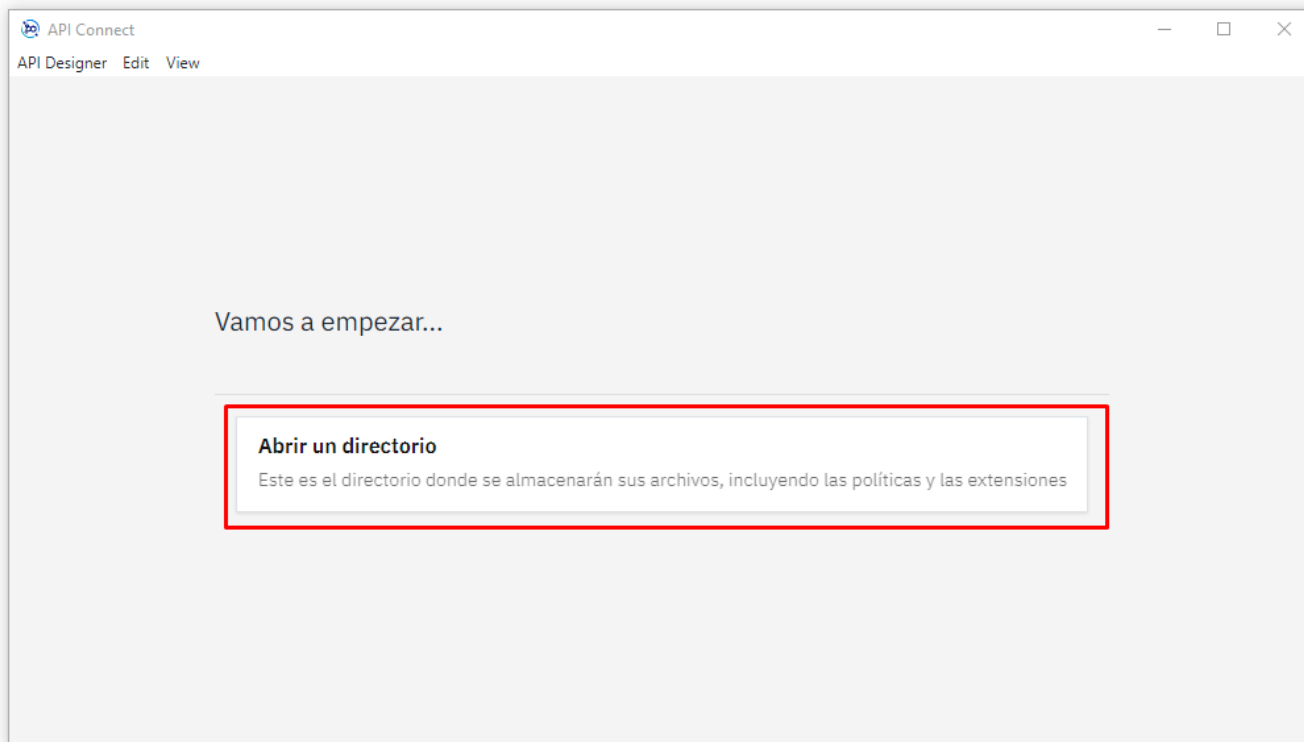 API Connect
API Designer Edit View
Vamos a empezar...
Abrir un directorio
Este es el directorio donde se almacenarán sus archivos, incluyendo las políticas y las extensiones